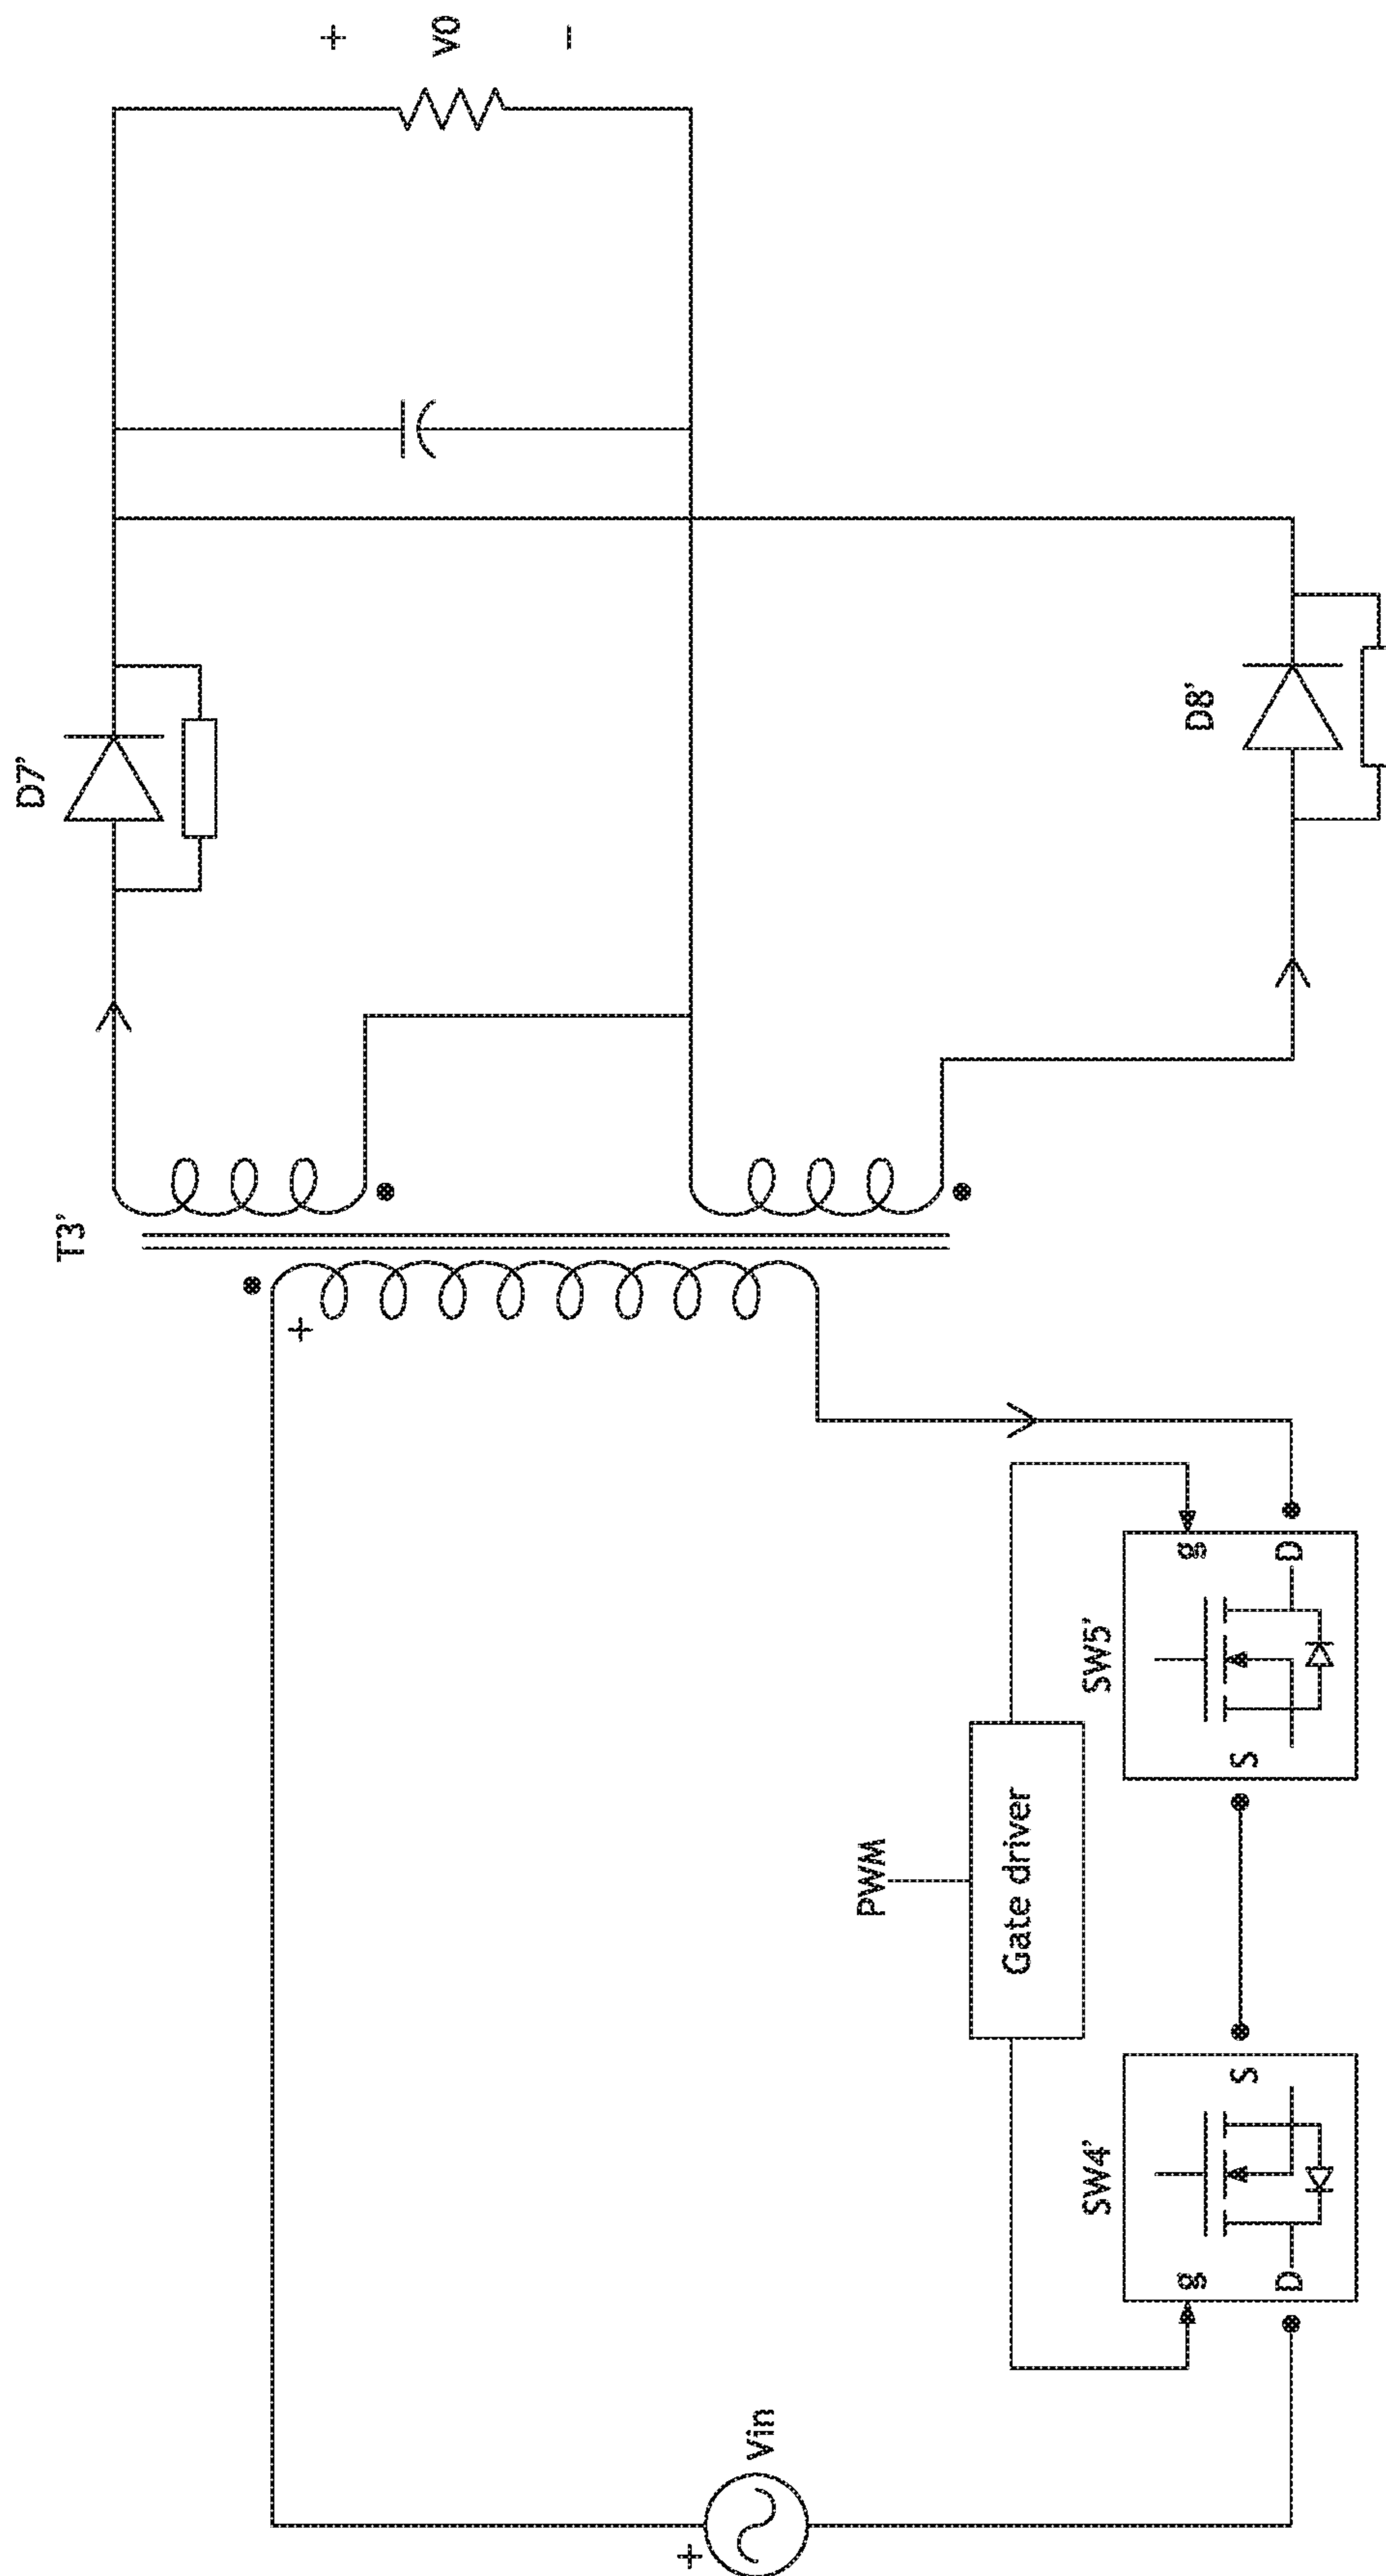 T3'
D7'
+
V0
−
+
D8'
PWM
Gate driver
SW4'
SW5'
g
S
S
g
D
D
+
Vin